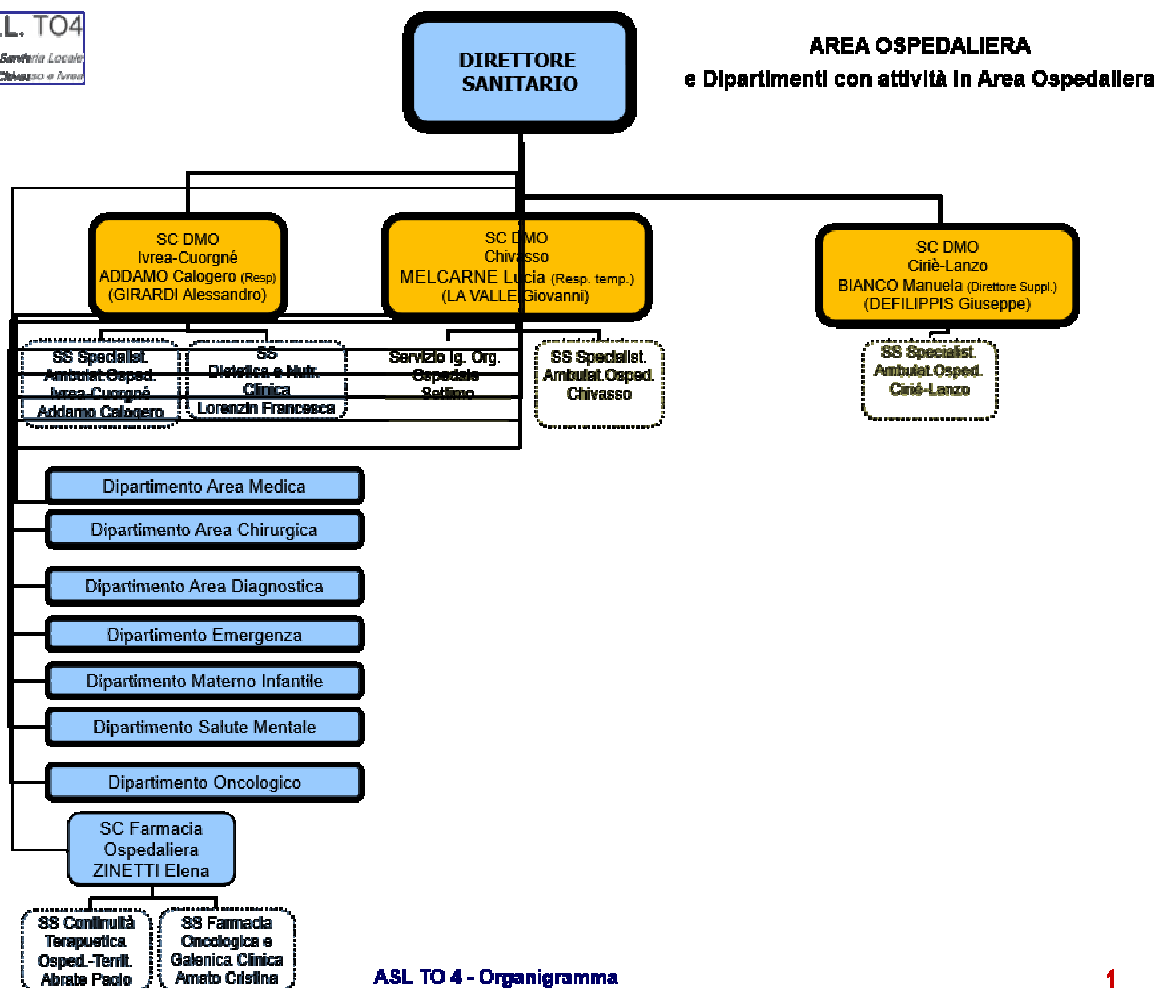 .L. TO4
Sanitaria Locale
Chivasso e Ivrea
DIRETTORE
SANITARIO
AREA OSPEDALIERA
e Dipartimenti con attività in Area Ospedaliera
SC DMO
Ivrea-Cuorgné
ADDAMO Calogero (Resp)
(GIRARDI Alessandro)
SC DMO
Chivasso
MELCARNE Lucia (Resp. temp.)
(LA VALLE Giovanni)
SC DMO
Ciriè-Lanzo
BIANCO Manuela (Direttore Suppl.)
(DEFILIPPIS Giuseppe)
SS Specialist.
Ambulat.Osped.
Ivrea-Cuorgné
Addamo Calogero
SS
Dietetica e Nutr.
Clinica
Lorenzin Francesca
Servizio Ig. Org.
Ospedale
Settimo
SS Specialist.
Ambulat.Osped.
Chivasso
SS Specialist.
Ambulat.Osped.
Cirié-Lanzo
Dipartimento Area Medica
Dipartimento Area Chirurgica
Dipartimento Area Diagnostica
Dipartimento Emergenza
Dipartimento Materno Infantile
Dipartimento Salute Mentale
Dipartimento Oncologico
SC Farmacia
Ospedaliera
ZINETTI Elena
SS Continuità
Terapuetica
Osped.-Territ.
Abrate Paolo
SS Farmacia
Oncologica e
Galenica Clinica
Amato Cristina
ASL TO 4 - Organigramma
1